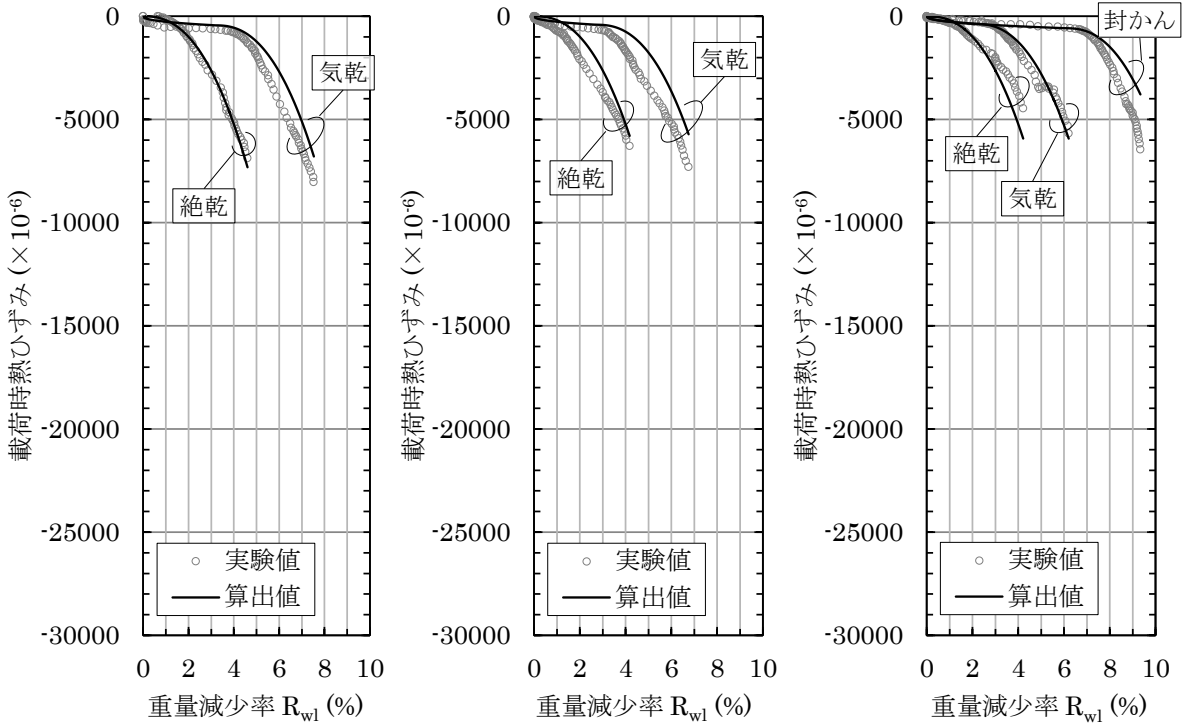 載荷時熱ひずみ (×10⁻⁶)
0
-5000
-10000
-15000
-20000
-25000
-30000
気乾
絶乾
実験値
算出値
0 2 4 6 8 10
重量減少率 R_wl (%)
載荷時熱ひずみ (×10⁻⁶)
0
-5000
-10000
-15000
-20000
-25000
-30000
気乾
絶乾
実験値
算出値
0 2 4 6 8 10
重量減少率 R_wl (%)
載荷時熱ひずみ (×10⁻⁶)
0
-5000
-10000
-15000
-20000
-25000
-30000
封かん
絶乾
気乾
実験値
算出値
0 2 4 6 8 10
重量減少率 R_wl (%)